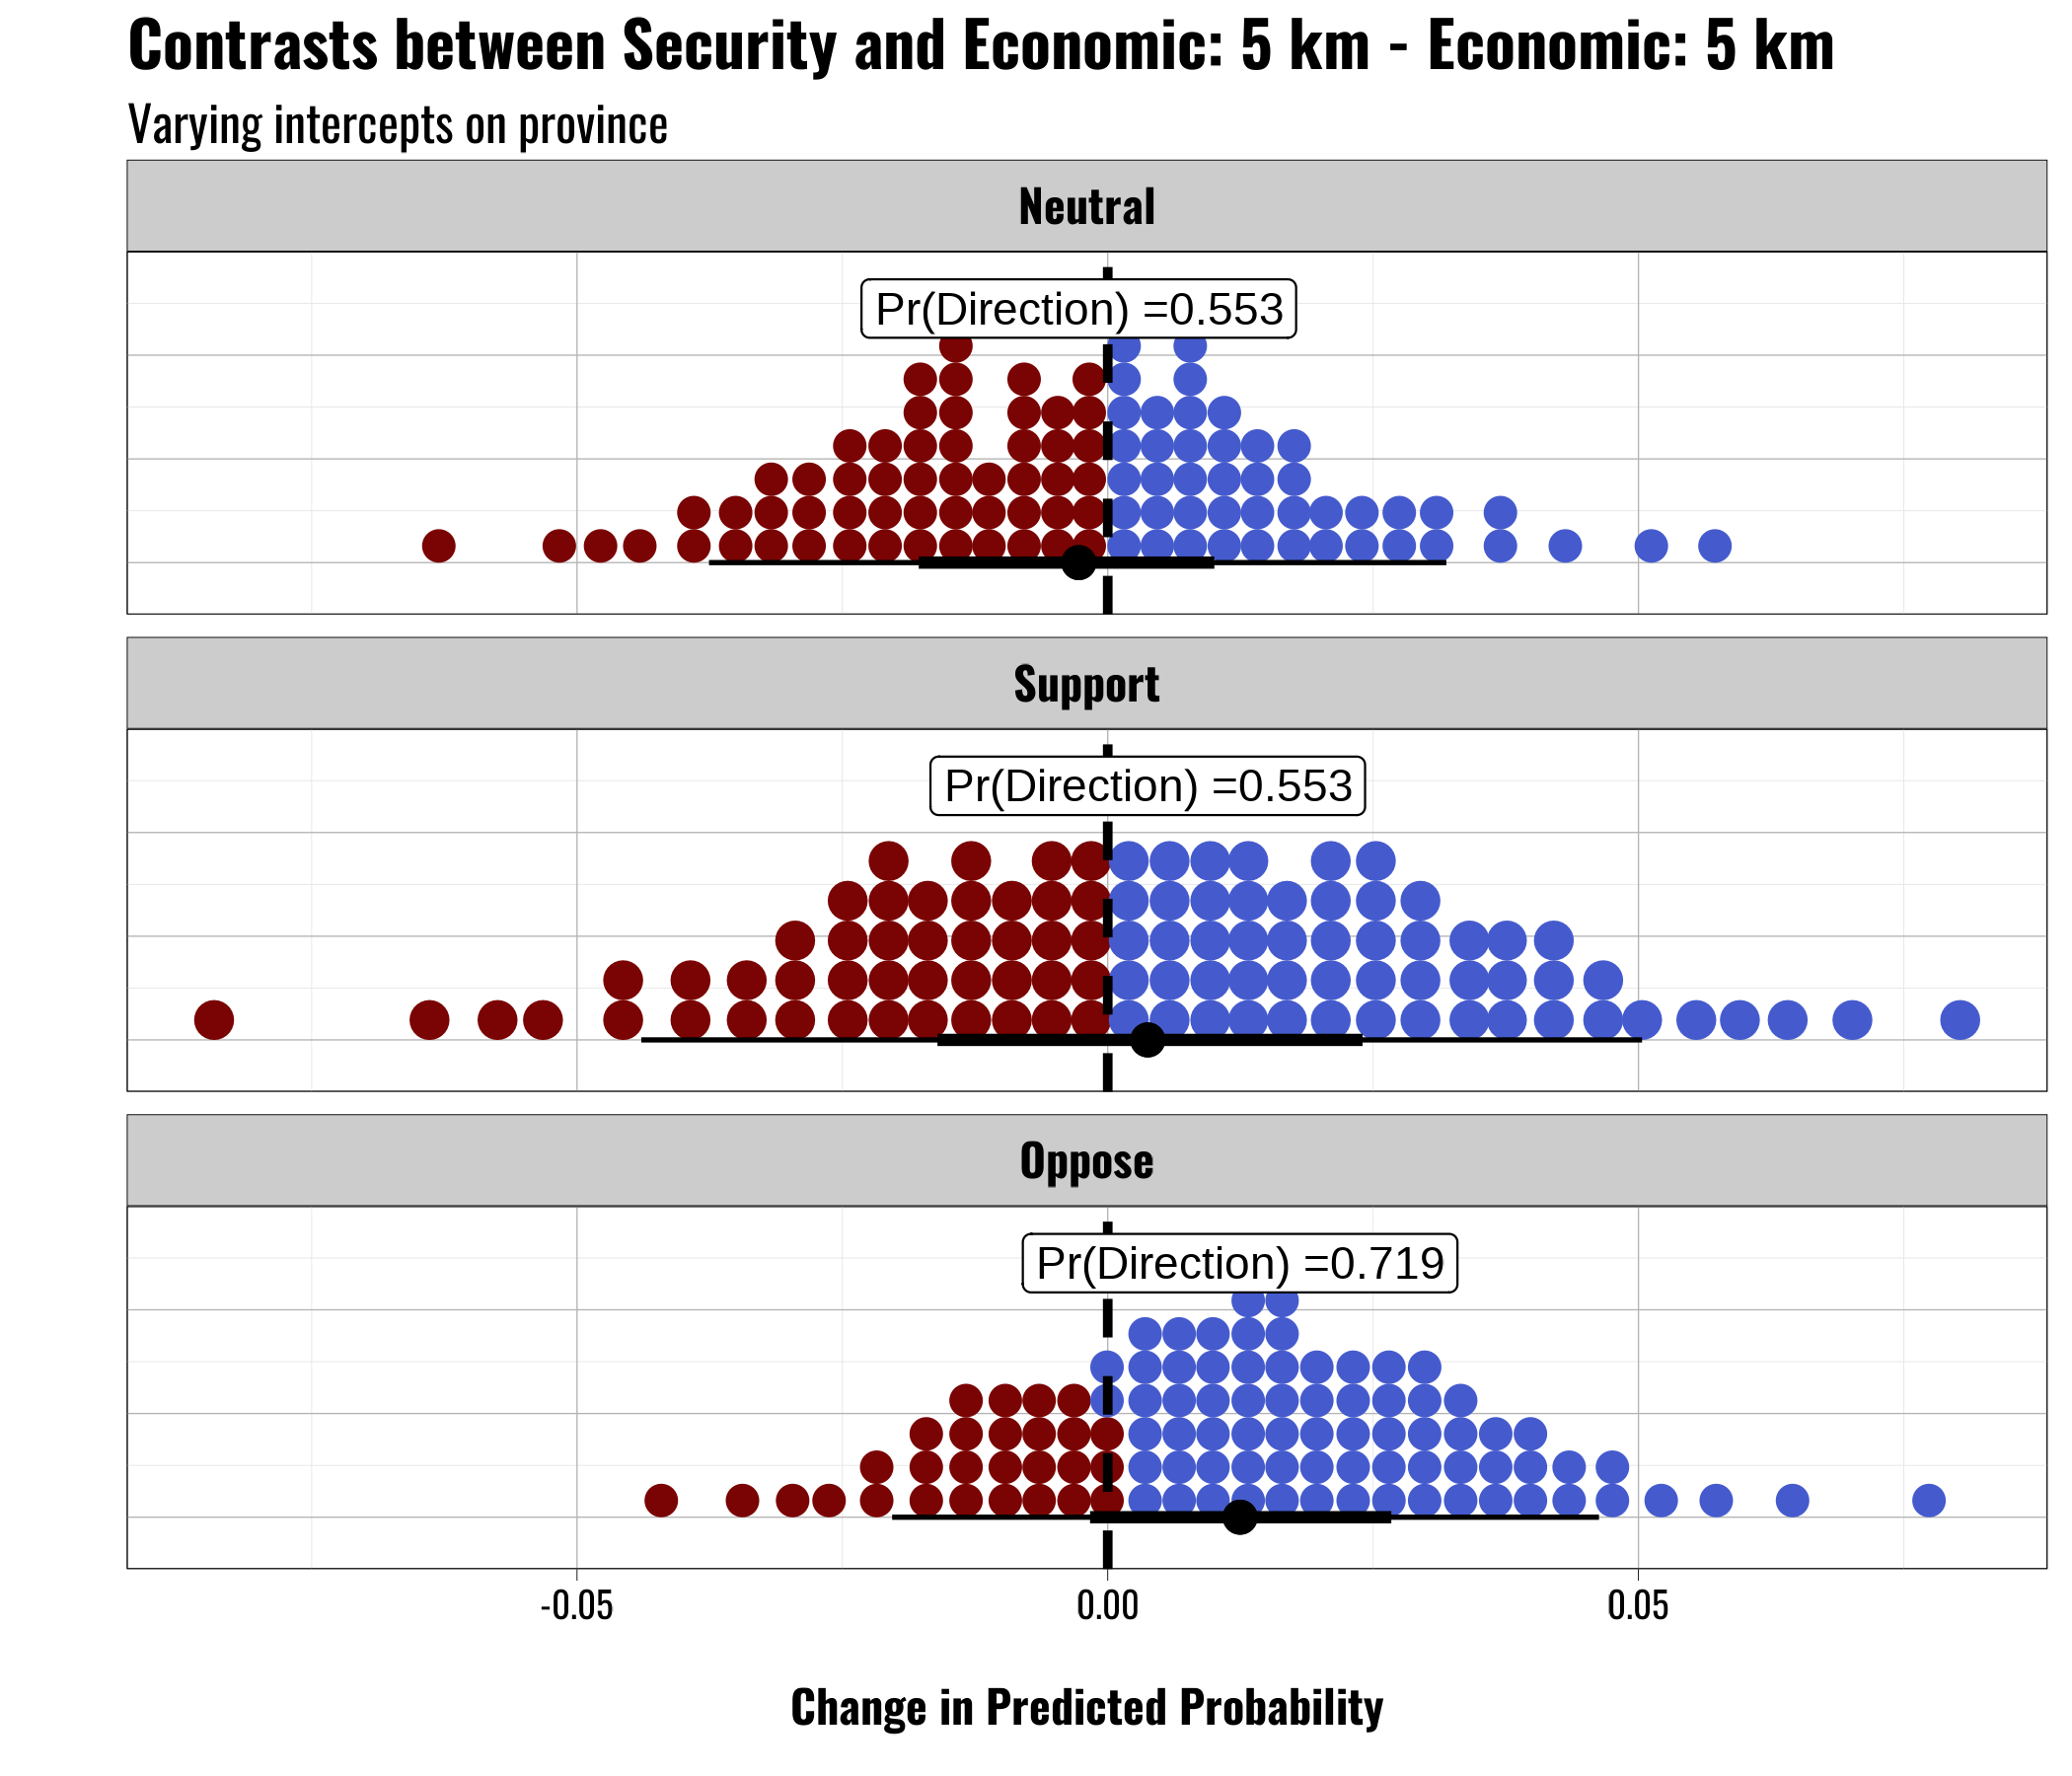 Contrasts between Security and Economic: 5 km - Economic: 5 km
Varying intercepts on province
Neutral
Pr(Direction) =0.553
Support
Pr(Direction) =0.553
Oppose
Pr(Direction) =0.719
-0.05 0.00 0.05
Change in Predicted Probability